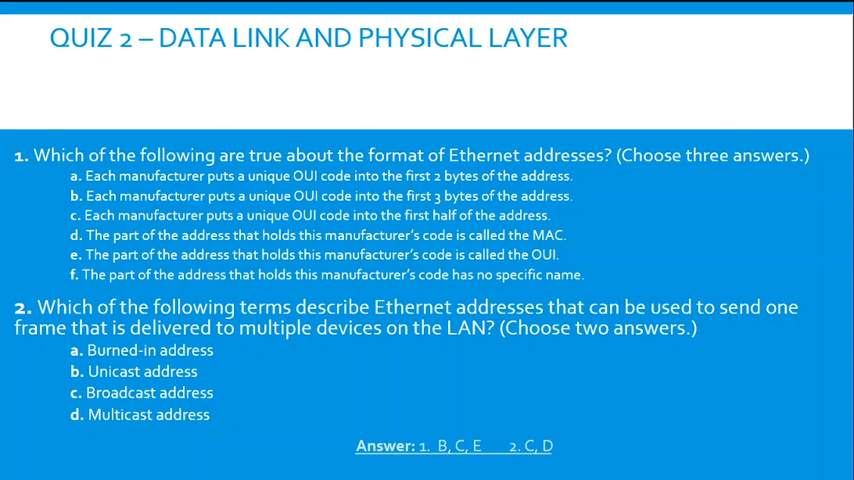 QUIZ 2 – DATA LINK AND PHYSICAL LAYER
1. Which of the following are true about the format of Ethernet addresses? (Choose three answers.)
a. Each manufacturer puts a unique OUI code into the first 2 bytes of the address.
b. Each manufacturer puts a unique OUI code into the first 3 bytes of the address.
c. Each manufacturer puts a unique OUI code into the first half of the address.
d. The part of the address that holds this manufacturer's code is called the MAC.
e. The part of the address that holds this manufacturer's code is called the OUI.
f. The part of the address that holds this manufacturer's code has no specific name.
2. Which of the following terms describe Ethernet addresses that can be used to send one
frame that is delivered to multiple devices on the LAN? (Choose two answers.)
a. Burned-in address
b. Unicast address
c. Broadcast address
d. Multicast address
Answer: 1. B, C, E 2. C, D